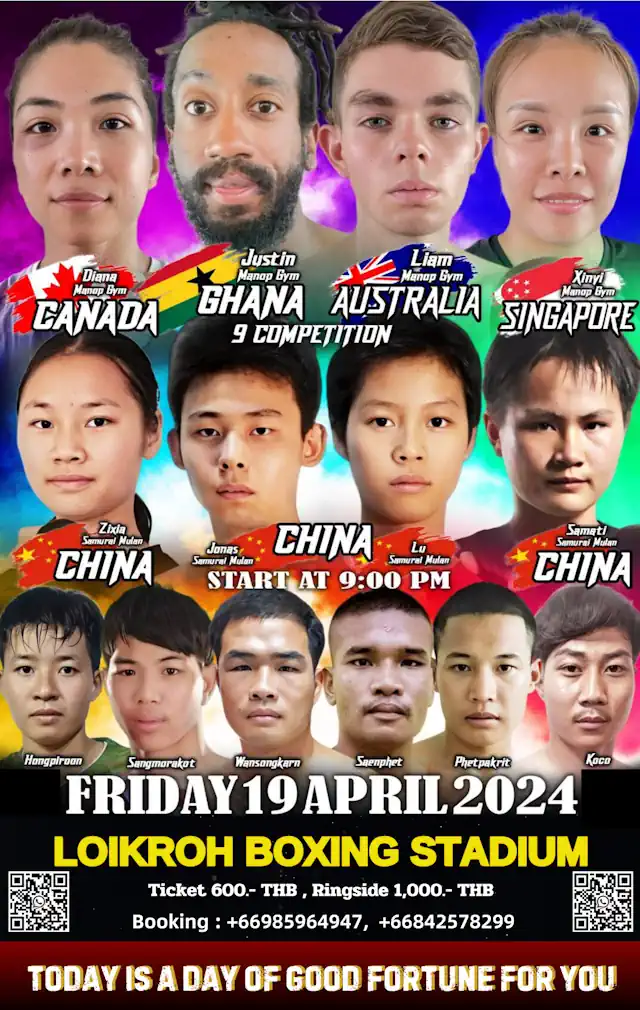 Diana
Manop Gym
CANADA
Justin
Manop Gym
GHANA
Liam
Manop Gym
AUSTRALIA
Xinyi
Manop Gym
SINGAPORE
9 COMPETITION
Zixia
Samurai Mulan
CHINA
Jonas
Samurai Mulan
CHINA
Lu
Samurai Mulan
Samati
Samurai Mulan
CHINA
START AT 9:00 PM
Hongpiroon
Sangmorakot
Wansongkarn
Saenphet
Phetpakrit
Koco
FRIDAY 19 APRIL 2024
LOIKROH BOXING STADIUM
Ticket 600.- THB , Ringside 1,000.- THB
Booking : +66985964947, +66842578299
TODAY IS A DAY OF GOOD FORTUNE FOR YOU